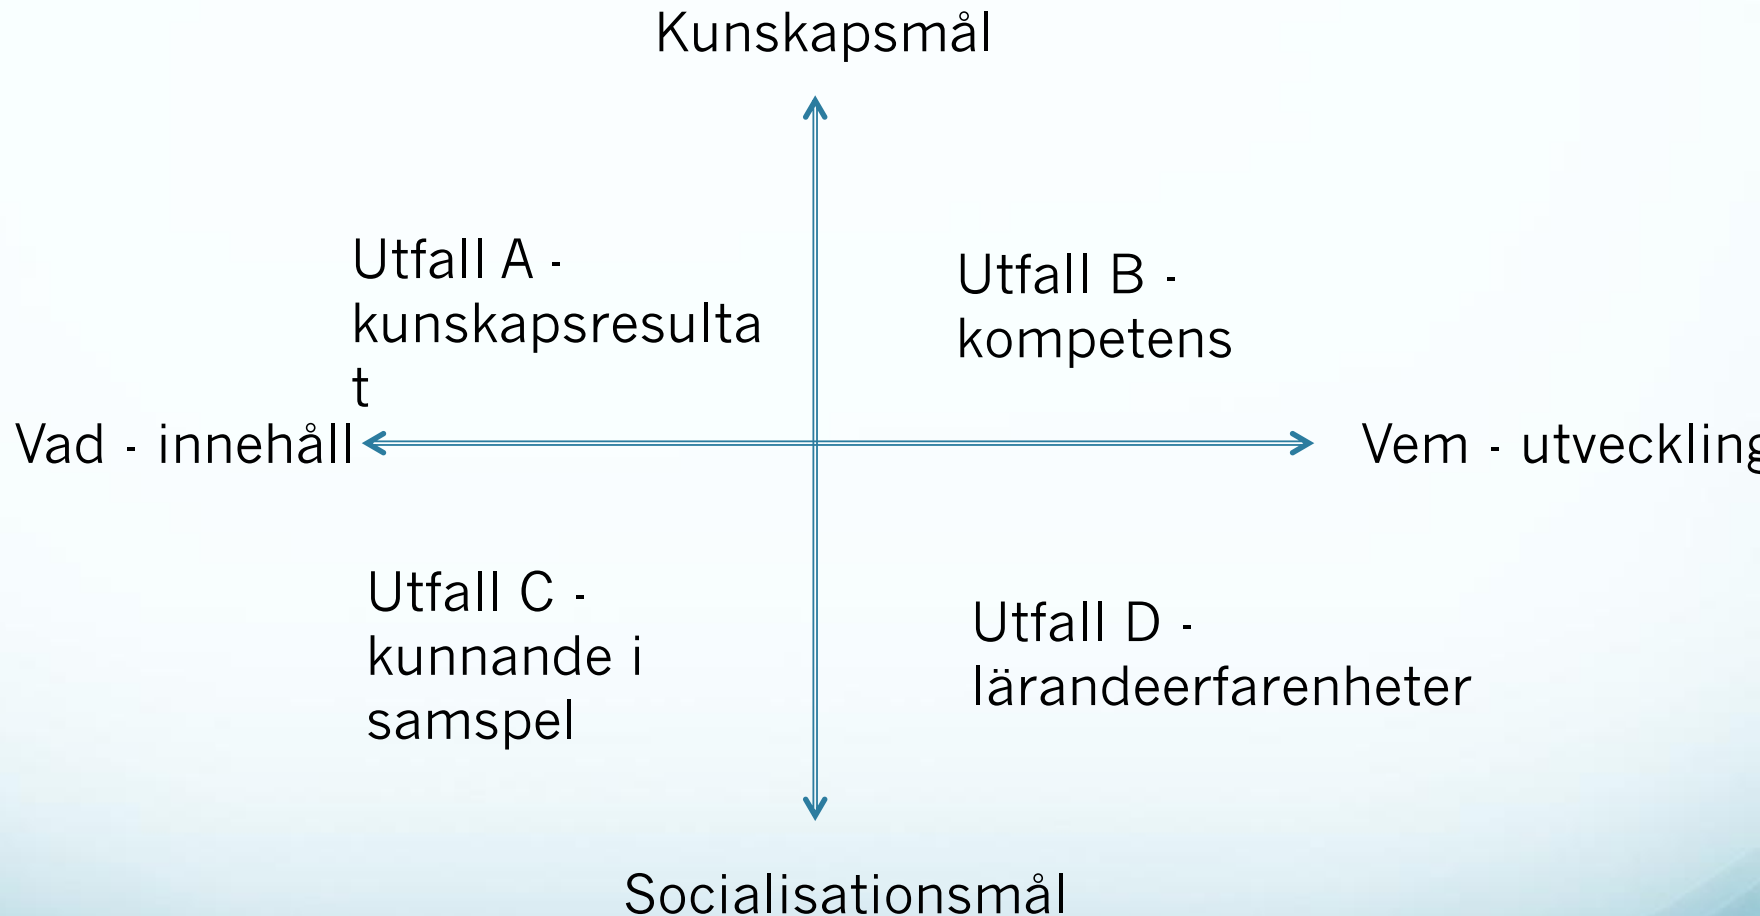 Kunskapsmål
Utfall A -
kunskapsresulta
t
Utfall B -
kompetens
Vad - innehåll
Vem - utveckling
Utfall C -
kunnande i
samspel
Utfall D -
lärandeerfarenheter
Socialisationsmål